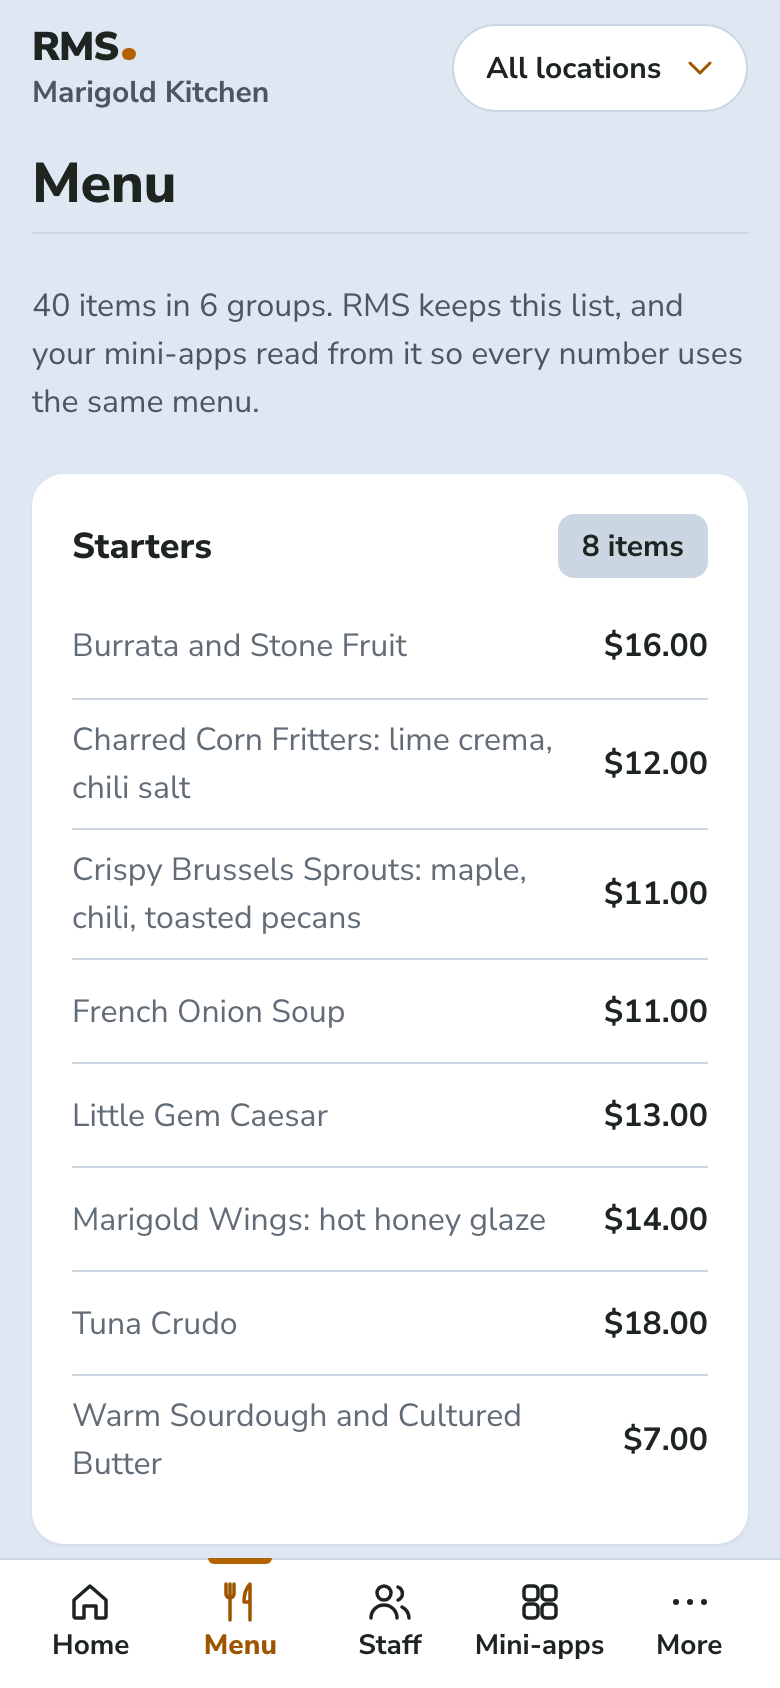 RMS.
Marigold Kitchen
All locations
Menu
40 items in 6 groups. RMS keeps this list, and
your mini-apps read from it so every number uses
the same menu.
Starters
8 items
Burrata and Stone Fruit
$16.00
Charred Corn Fritters: lime crema,
chili salt
$12.00
Crispy Brussels Sprouts: maple,
chili, toasted pecans
$11.00
French Onion Soup
$11.00
Little Gem Caesar
$13.00
Marigold Wings: hot honey glaze
$14.00
Tuna Crudo
$18.00
Warm Sourdough and Cultured
Butter
$7.00
Home
Menu
Staff
Mini-apps
More